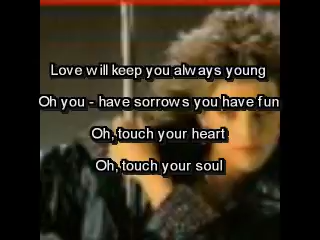 Love will keep you always young
Oh you - have sorrows you have fun
Oh, touch your heart
Oh, touch your soul